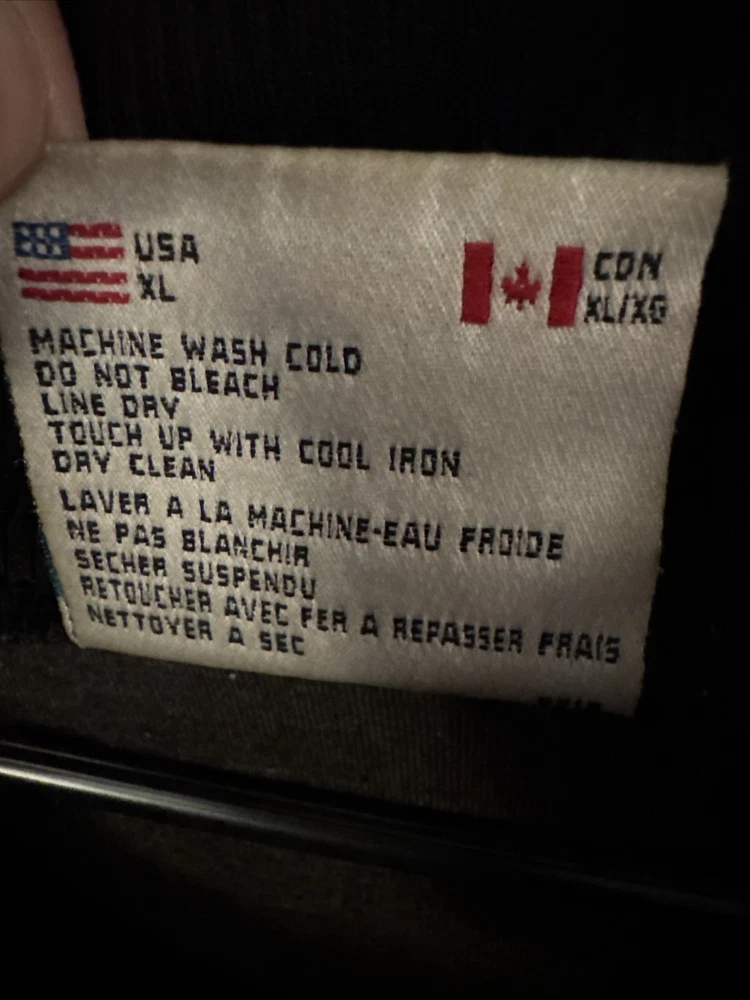 USA
XL
CDN
XL/XG
MACHINE WASH COLD
DO NOT BLEACH
LINE DRY
TOUCH UP WITH COOL IRON
DRY CLEAN
LAVER A LA MACHINE-EAU FROIDE
NE PAS BLANCHIR
SECHER SUSPENDU
RETOUCHER AVEC FER A REPASSER FRAIS
NETTOYER A SEC